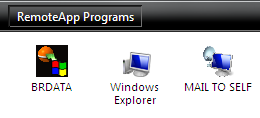 RemoteApp Programs
BRDATA
Windows
Explorer
MAIL TO SELF